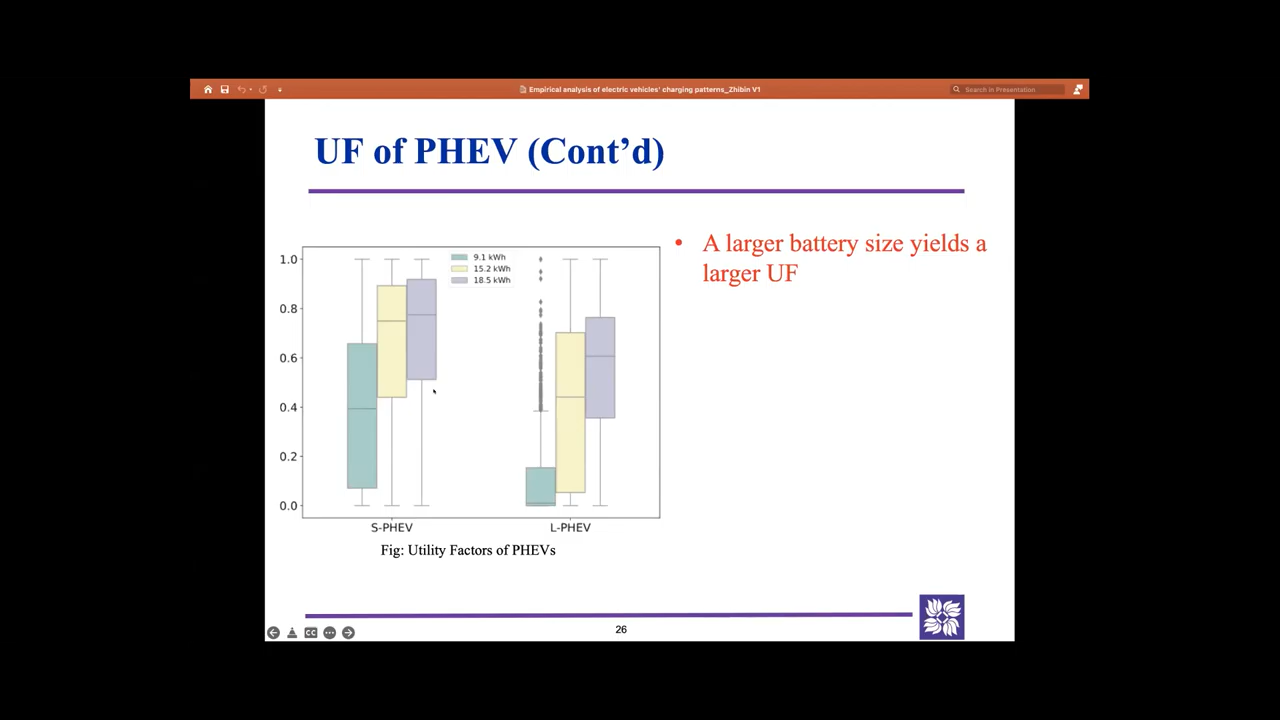 Empirical analysis of electric vehicles' charging patterns_Zhibin V1
Search in Presentation
UF of PHEV (Cont'd)
• A larger battery size yields a
larger UF
9.1 kWh
15.2 kWh
18.5 kWh
1.0
0.8
0.6
0.4
0.2
0.0
S-PHEV
L-PHEV
Fig: Utility Factors of PHEVs
CC
26